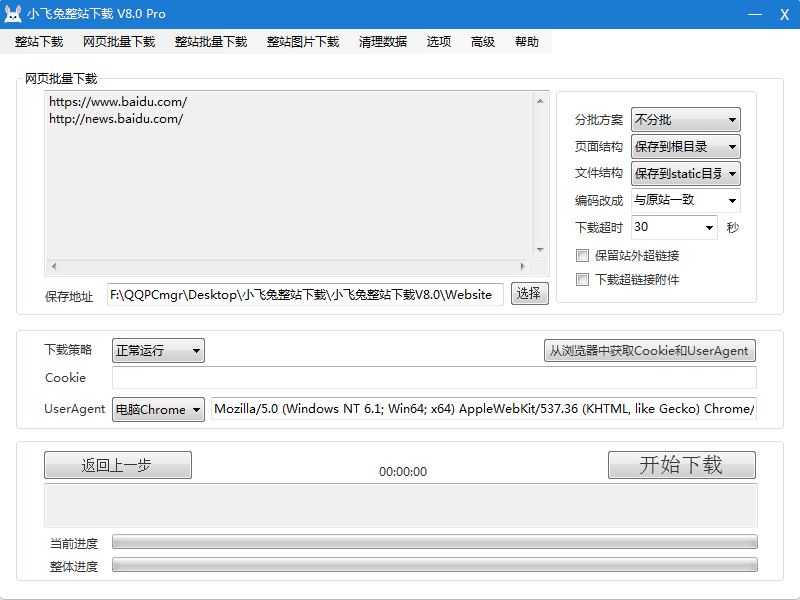 小飞兔整站下载 V8.0 Pro
整站下载 网页批量下载 整站批量下载 整站图片下载 清理数据 选项 高级 帮助
网页批量下载
https://www.baidu.com/
http://news.baidu.com/
分批方案 不分批
页面结构 保存到根目录
文件结构 保存到static目录
编码改成 与原站一致
下载超时 30 秒
保留站外超链接
下载超链接附件
保存地址 F:\QQPCmgr\Desktop\小飞兔整站下载\小飞兔整站下载V8.0\Website 选择
下载策略 正常运行 从浏览器中获取Cookie和UserAgent
Cookie
UserAgent 电脑Chrome Mozilla/5.0 (Windows NT 6.1; Win64; x64) AppleWebKit/537.36 (KHTML, like Gecko) Chrome/
返回上一步 00:00:00 开始下载
当前进度
整体进度